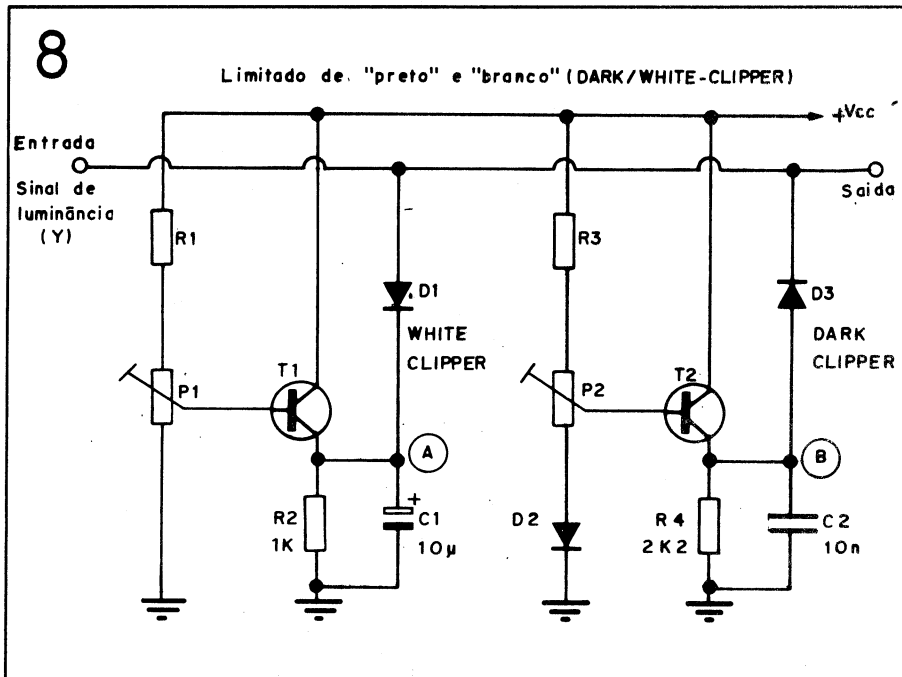 8
Limitado de "preto" e "branco" (DARK/WHITE-CLIPPER)
+Vcc
Entrada
Saida
Sinal de
luminância
(Y)
R1
R3
D1
D3
WHITE
CLIPPER
DARK
CLIPPER
P1
T1
P2
T2
A
B
+
R2
1K
C1
10µ
D2
R4
2K2
C2
10n